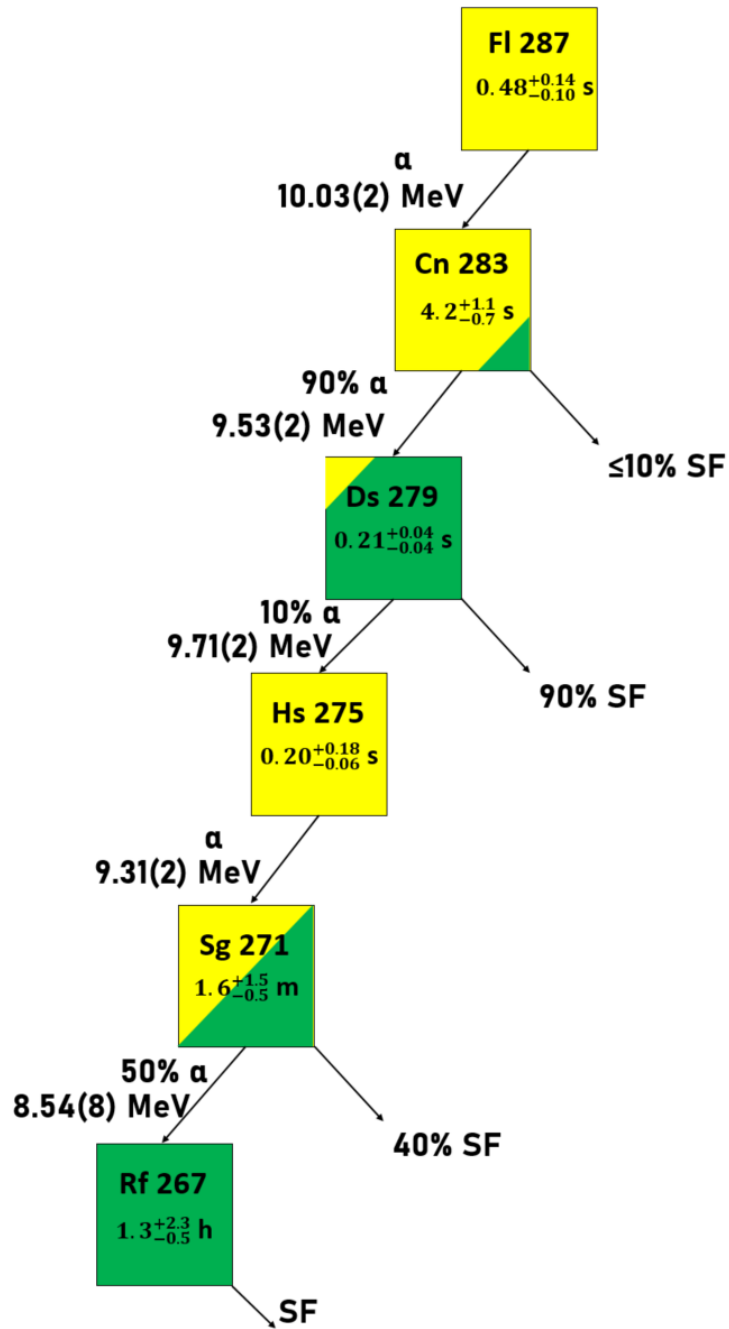 Fl 287
0.48+0.14−0.10 s
α
10.03(2) MeV
Cn 283
4.2+1.1−0.7 s
90% α
9.53(2) MeV
≤10% SF
Ds 279
0.21+0.04−0.04 s
10% α
9.71(2) MeV
90% SF
Hs 275
0.20+0.18−0.06 s
α
9.31(2) MeV
Sg 271
1.6+1.5−0.5 m
50% α
8.54(8) MeV
40% SF
Rf 267
1.3+2.3−0.5 h
SF